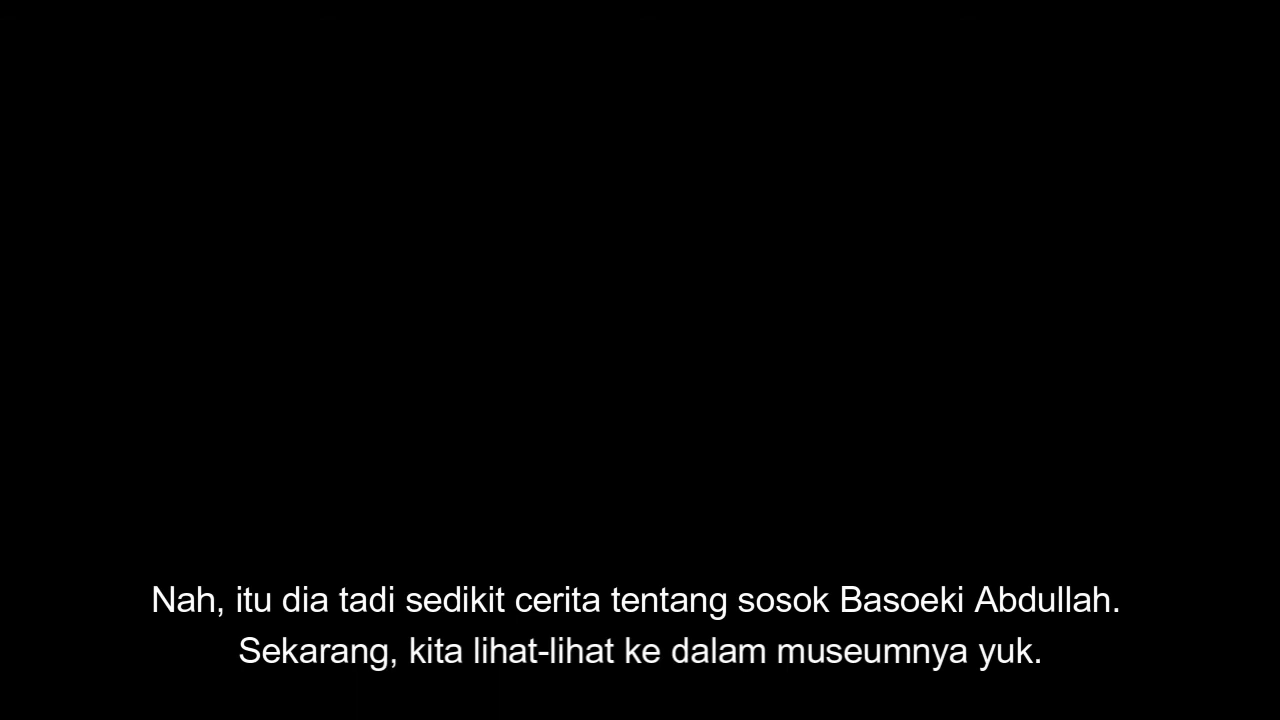 Nah, itu dia tadi sedikit cerita tentang sosok Basoeki Abdullah.
Sekarang, kita lihat-lihat ke dalam museumnya yuk.